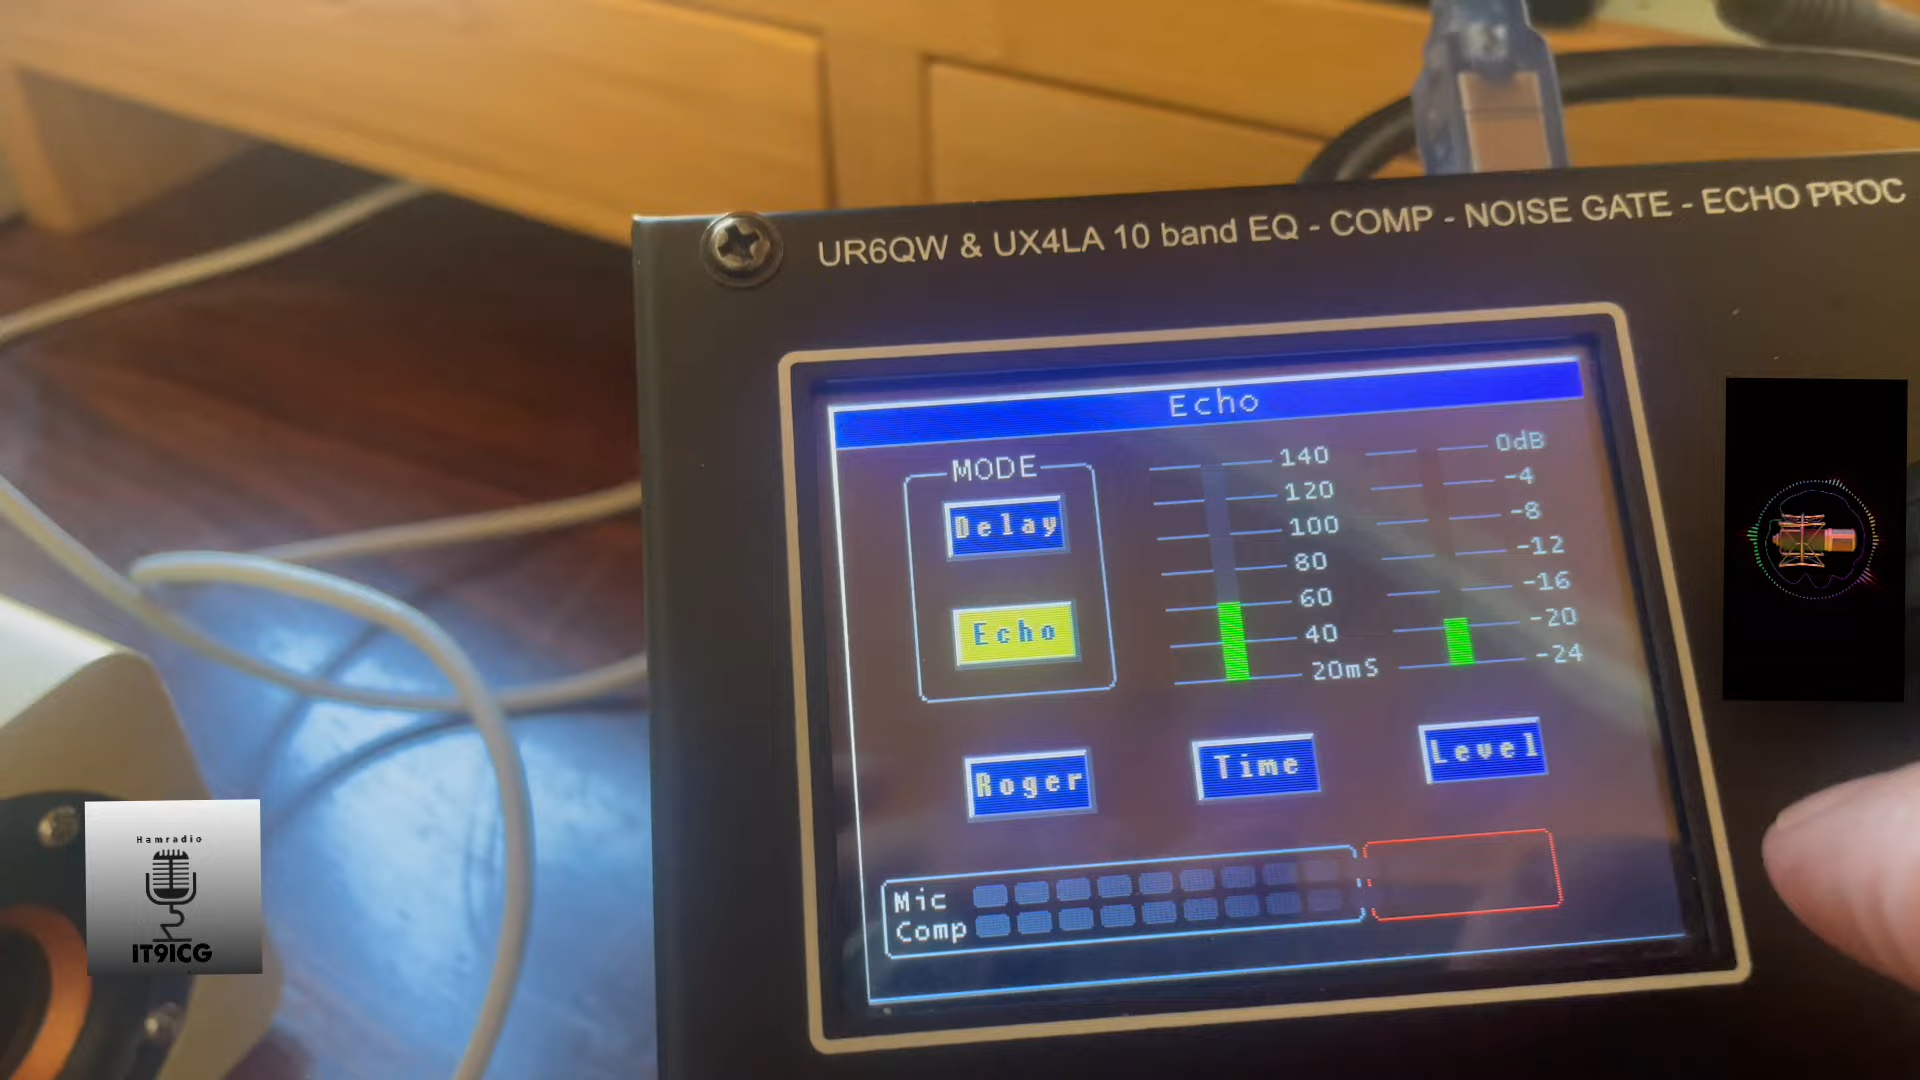 UR6QW & UX4LA 10 band EQ - COMP - NOISE GATE - ECHO PROC
Echo
MODE
Delay
Echo
140
120
100
80
60
40
20mS
0dB
-4
-8
-12
-16
-20
-24
Roger
Time
Level
Mic
Comp
Hamradio
IT9ICG